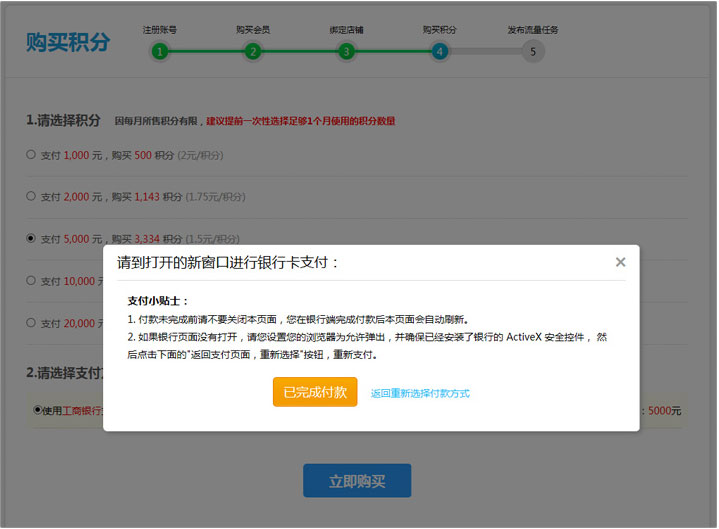 购买积分
注册账号 购买会员 绑定店铺 购买积分 发布流量任务
1 2 3 4 5
1.请选择积分 因每月所售积分有限，建议提前一次性选择足够1个月使用的积分数量
支付 1,000 元，购买 500 积分 (2元/积分)
支付 2,000 元，购买 1,143 积分 (1.75元/积分)
支付 5,000 元，购买 3,334 积分 (1.5元/积分)
请到打开的新窗口进行银行卡支付： ×
支付 10,000
支付小贴士：
1. 付款未完成前请不要关闭本页面，您在银行端完成付款后本页面会自动刷新。
支付 20,000
2. 如果银行页面没有打开，请您设置您的浏览器为允许弹出，并确保已经安装了银行的 ActiveX 安全控件， 然
后点击下面的"返回支付页面，重新选择"按钮，重新支付。
2.请选择支付
已完成付款 返回重新选择付款方式
使用工商银行 ：5000元
立即购买